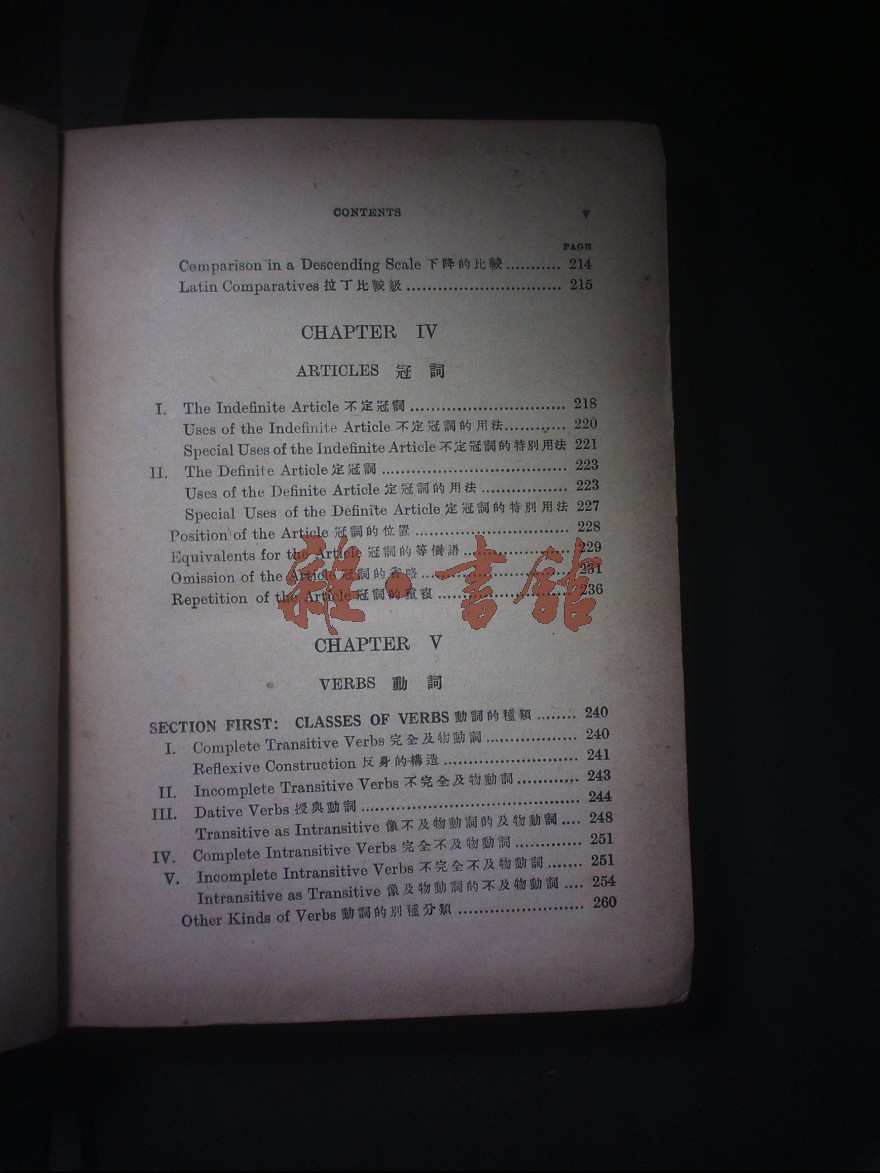 CONTENTS v
PAGE
Comparison in a Descending Scale 下降的比較........... 214
Latin Comparatives 拉丁比較級............................... 215
CHAPTER IV
ARTICLES 冠詞
I. The Indefinite Article 不定冠詞............................... 218
Uses of the Indefinite Article 不定冠詞的用法............ 220
Special Uses of the Indefinite Article 不定冠詞的特別用法 221
II. The Definite Article 定冠詞..................................... 223
Uses of the Definite Article 定冠詞的用法................. 223
Special Uses of the Definite Article 定冠詞的特別用法 227
Position of the Article 冠詞的位置............................... 228
Equivalents for the Article 冠詞的等價語..................... 229
Omission of the Article 冠詞的省略.............................. 231
Repetition of the Article 冠詞的重複........................... 236
雜·書館
CHAPTER V
VERBS 動詞
SECTION FIRST: CLASSES OF VERBS 動詞的種類........ 240
I. Complete Transitive Verbs 完全及物動詞.................. 240
Reflexive Construction 反身的構造........................... 241
II. Incomplete Transitive Verbs 不完全及物動詞............ 243
III. Dative Verbs 授與動詞............................................ 244
Transitive as Intransitive 像不及物動詞的及物動詞.... 248
IV. Complete Intransitive Verbs 完全不及物動詞............. 251
V. Incomplete Intransitive Verbs 不完全不及物動詞....... 251
Intransitive as Transitive 像及物動詞的不及物動詞.... 254
Other Kinds of Verbs 動詞的別種分類......................... 260